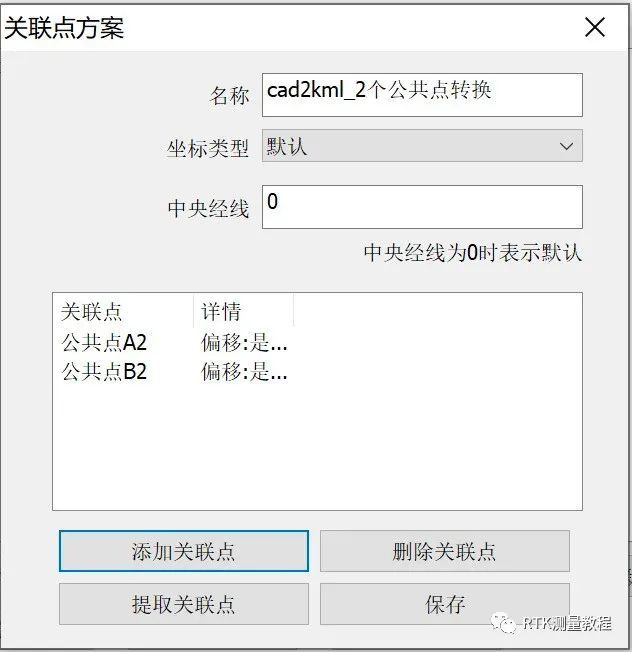 关联点方案
名称 cad2kml_2个公共点转换
坐标类型 默认
中央经线 0
中央经线为0时表示默认
关联点 详情
公共点A2 偏移:是...
公共点B2 偏移:是...
添加关联点 删除关联点
提取关联点 保存
RTK测量教程